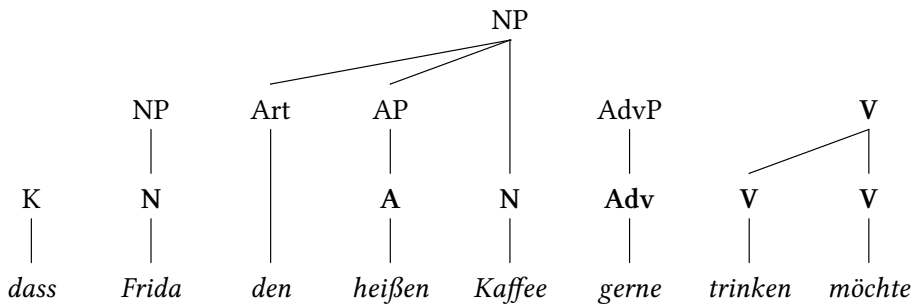 NP
NP Art AP AdvP V
K N A N Adv V V
dass Frida den heißen Kaffee gerne trinken möchte